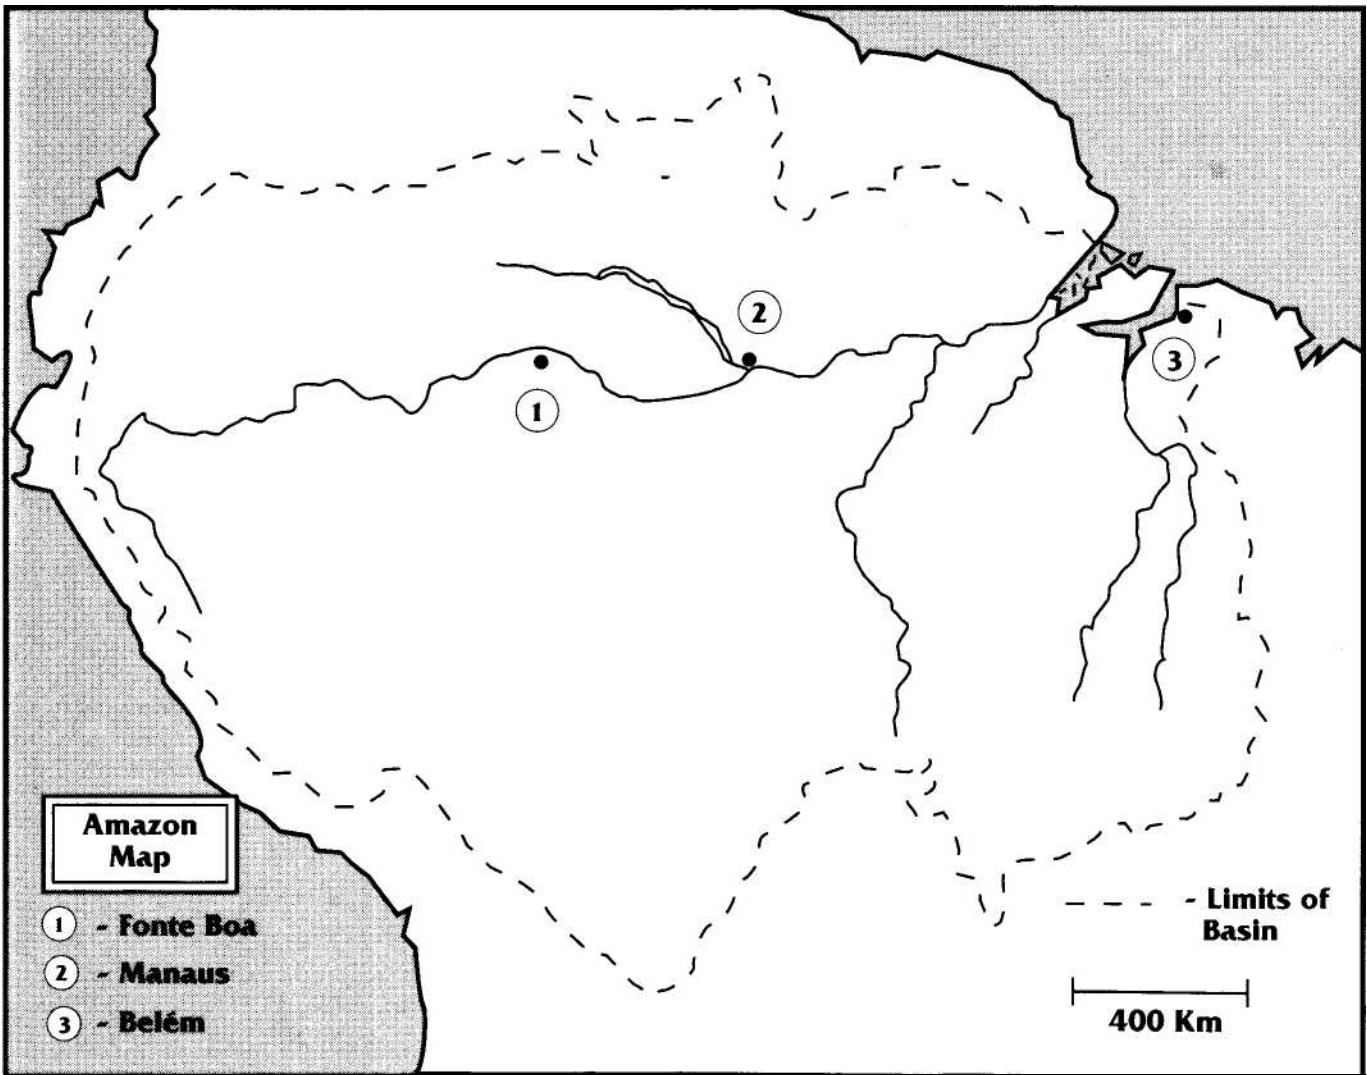 2
3
1
Amazon
Map
1 - Fonte Boa
2 - Manaus
3 - Belém
- Limits of
Basin
400 Km